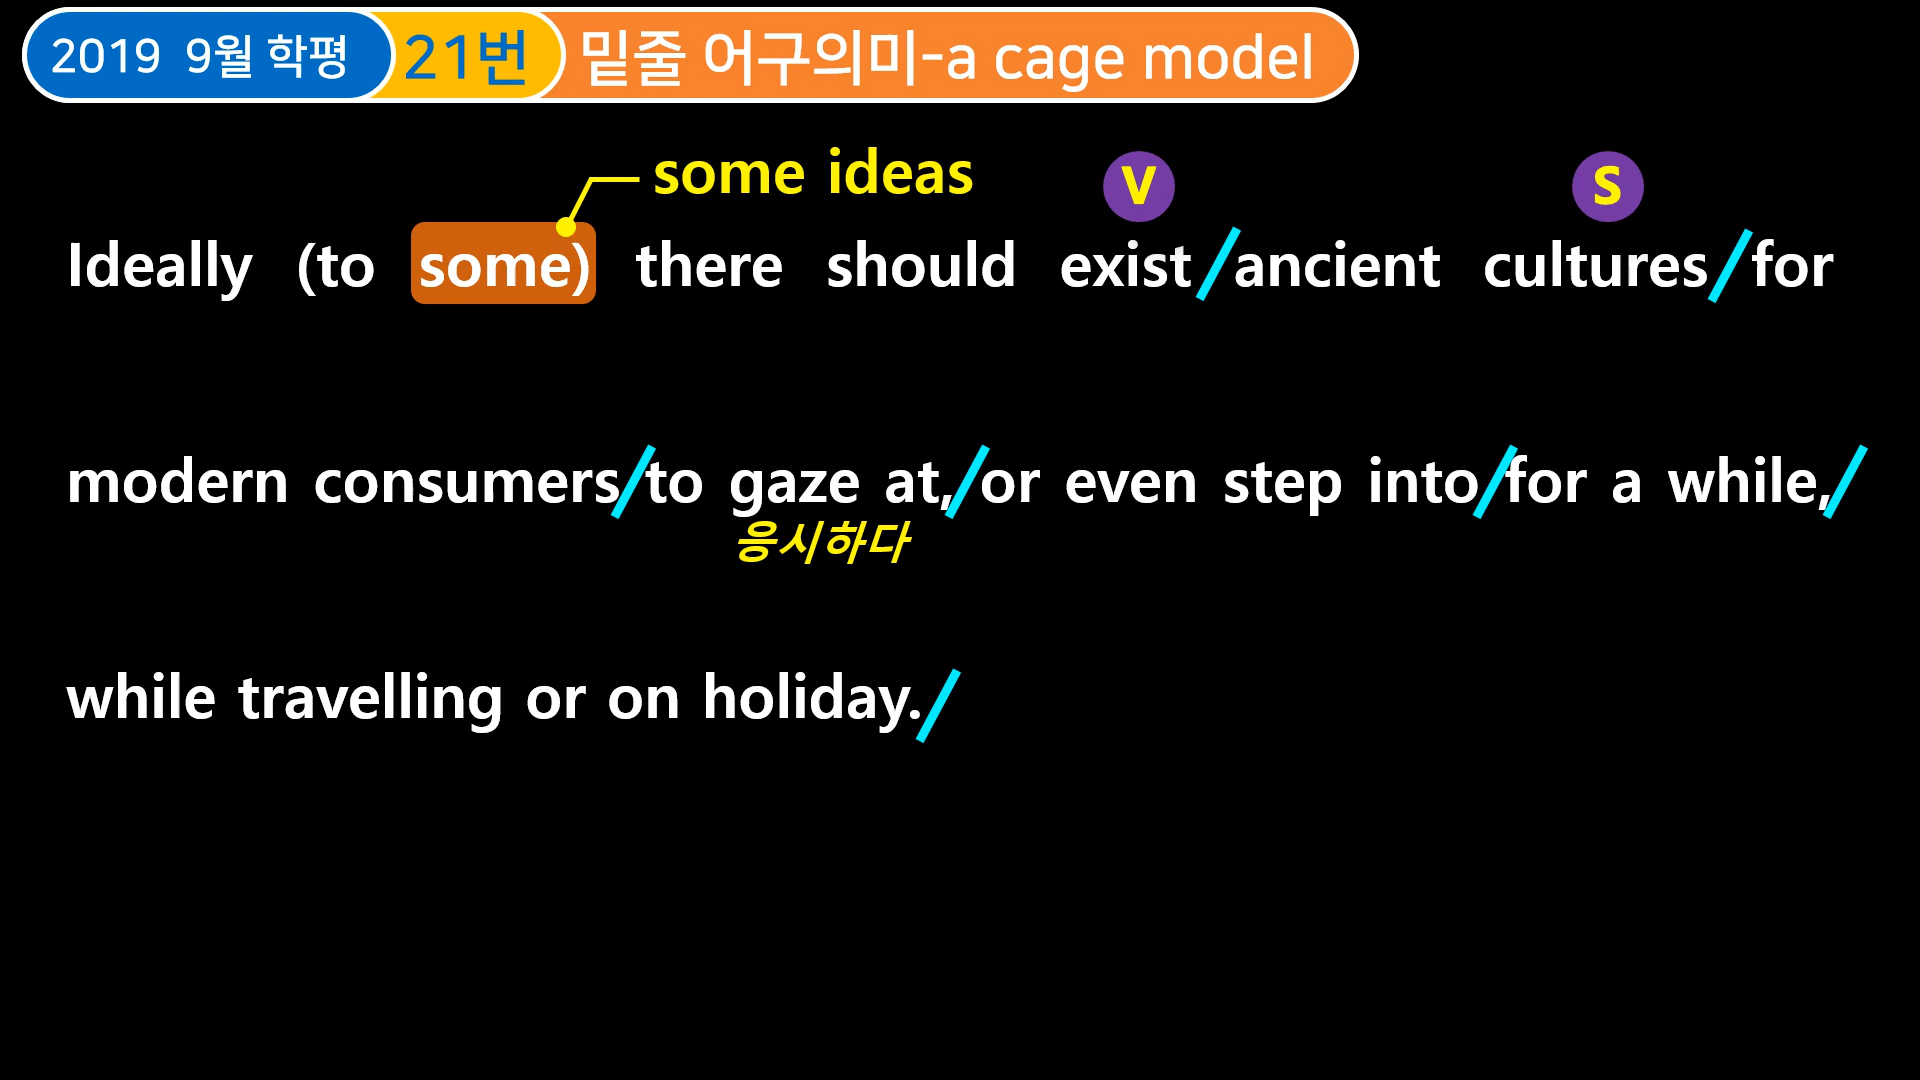 2019 9월 학평 21번 밑줄 어구의미-a cage model
some ideas
V S
Ideally (to some) there should exist / ancient cultures / for
modern consumers / to gaze at, / or even step into / for a while, /
응시하다
while travelling or on holiday. /